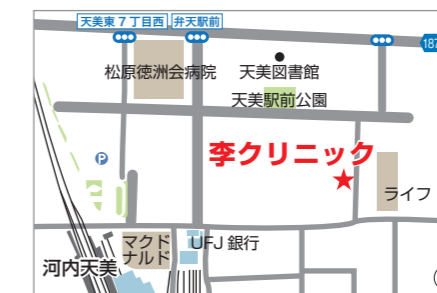 天美東7丁目西
弁天駅前
187
松原徳洲会病院
天美図書館
天美駅前公園
P
李クリニック
ライフ
マクド
ナルド
UFJ 銀行
河内天美